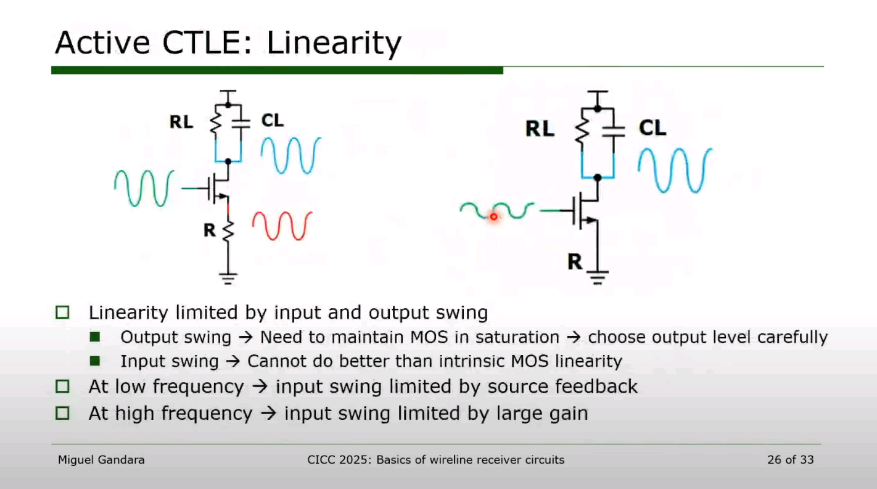 Active CTLE: Linearity
RL
CL
R
RL
CL
R
Linearity limited by input and output swing
Output swing → Need to maintain MOS in saturation → choose output level carefully
Input swing → Cannot do better than intrinsic MOS linearity
At low frequency → input swing limited by source feedback
At high frequency → input swing limited by large gain
Miguel Gandara
CICC 2025: Basics of wireline receiver circuits
26 of 33